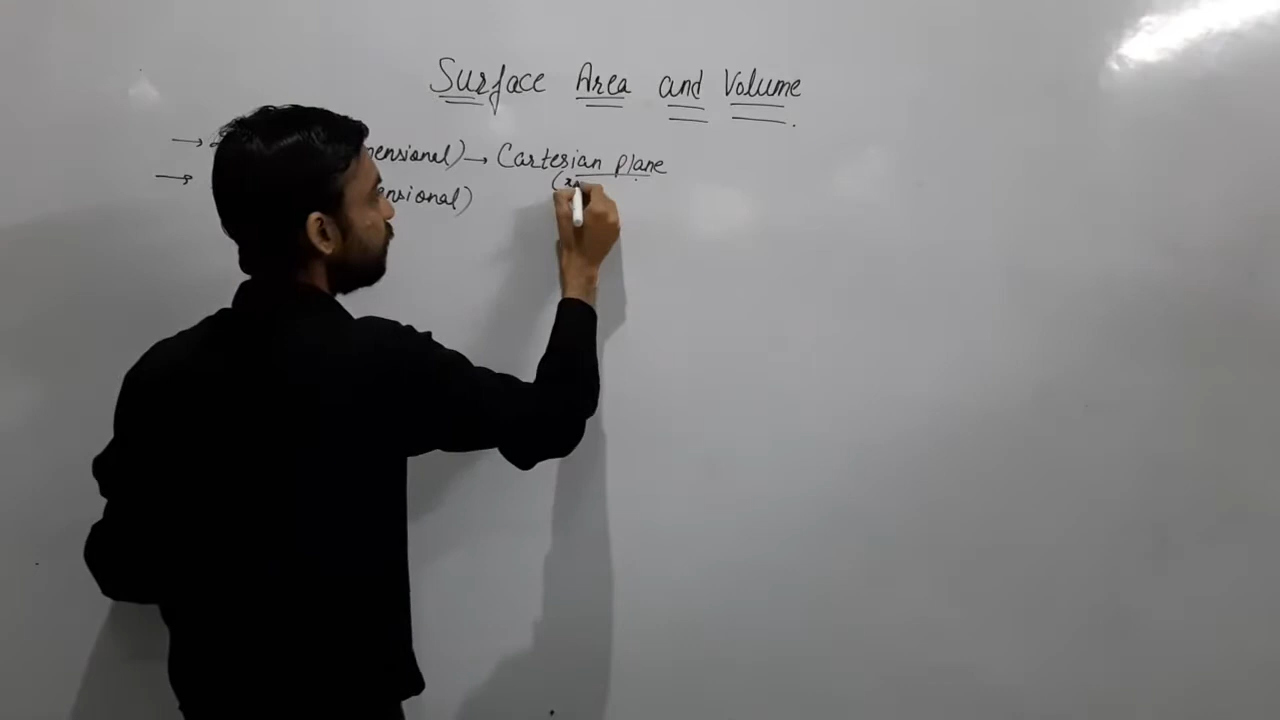 Surface Area and Volume.
→ mensional) → Cartesian plane
→ ensional)